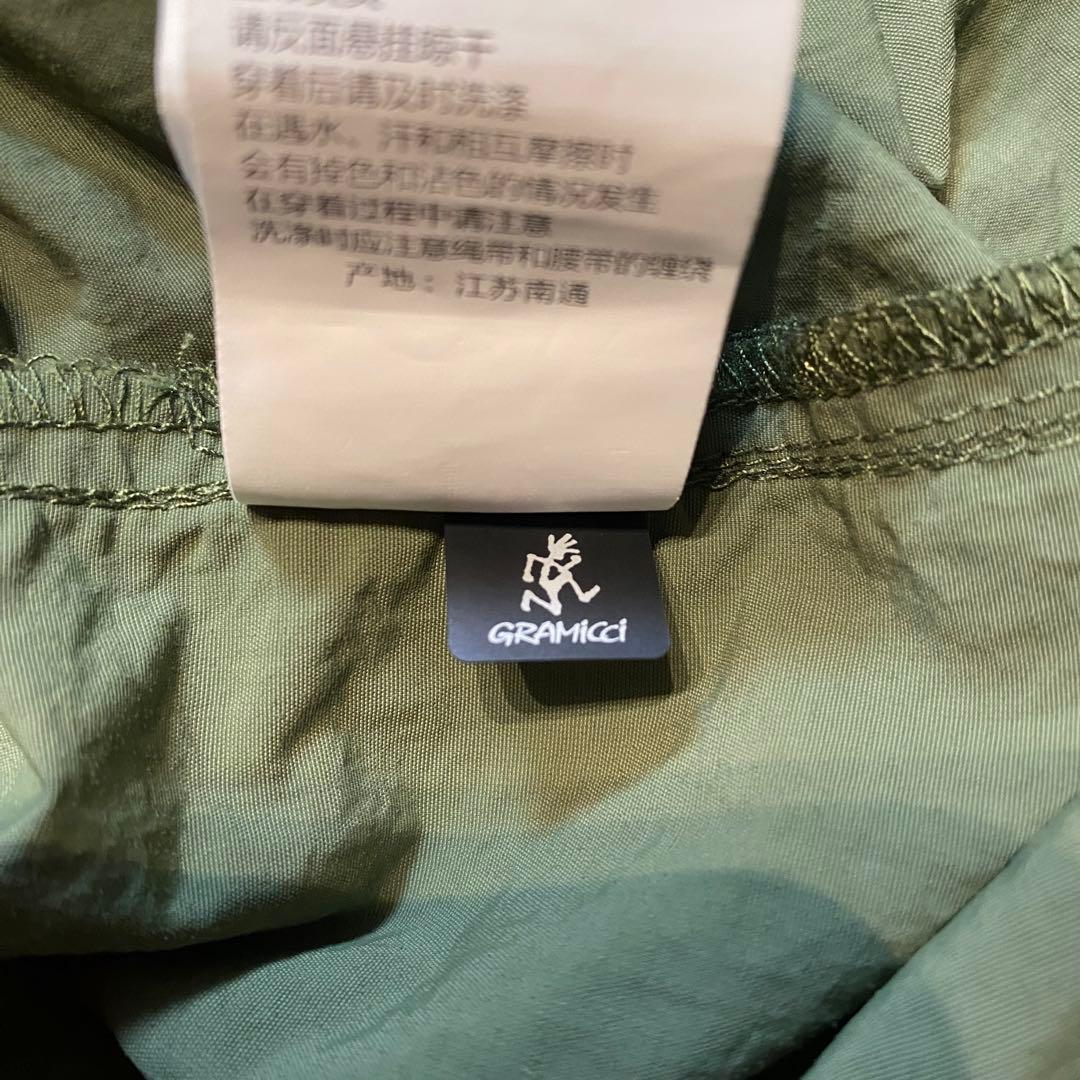 请反面悬挂晾干
穿着后请及时洗涤
在遇水、汗和相互摩擦时
会有掉色和沾色的情况发生
在穿着过程中请注意
洗涤时应注意绳带和腰带的缠绕
产地：江苏南通
GRAMiCCi